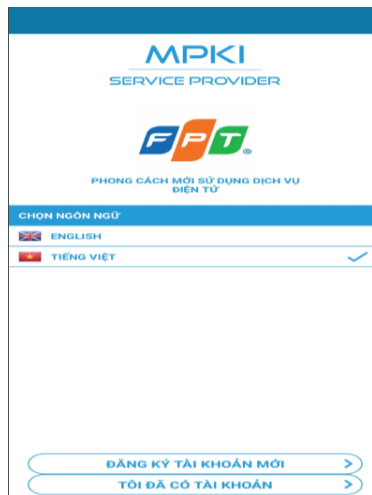 MPKI
SERVICE PROVIDER
FPT®
PHONG CÁCH MỚI SỬ DỤNG DỊCH VỤ
ĐIỆN TỬ
CHỌN NGÔN NGỮ
ENGLISH
TIẾNG VIỆT
ĐĂNG KÝ TÀI KHOẢN MỚI
TÔI ĐÃ CÓ TÀI KHOẢN